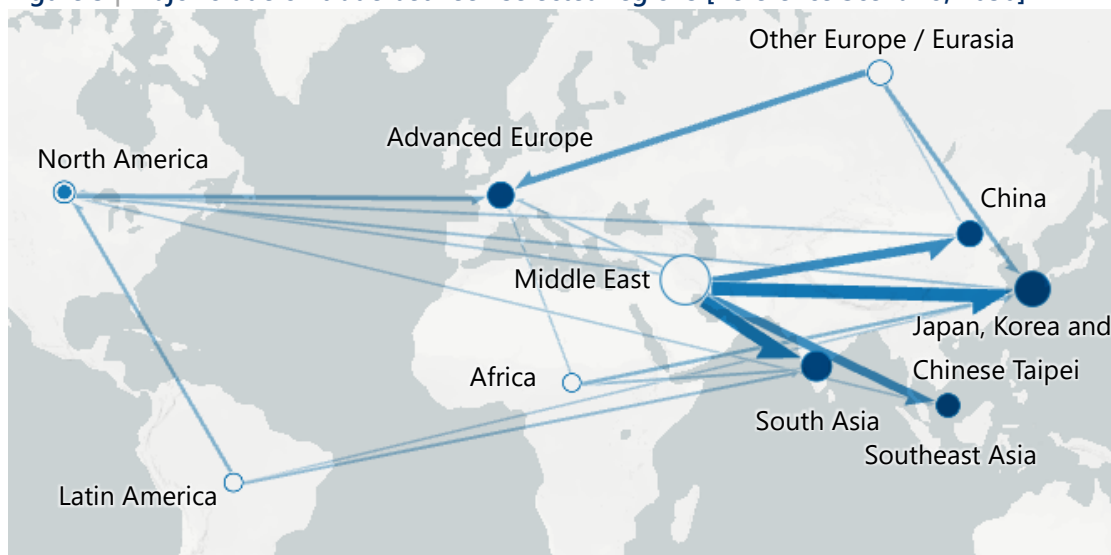 Other Europe / Eurasia
Advanced Europe
North America
China
Middle East
Japan, Korea and
Chinese Taipei
Africa
South Asia
Southeast Asia
Latin America